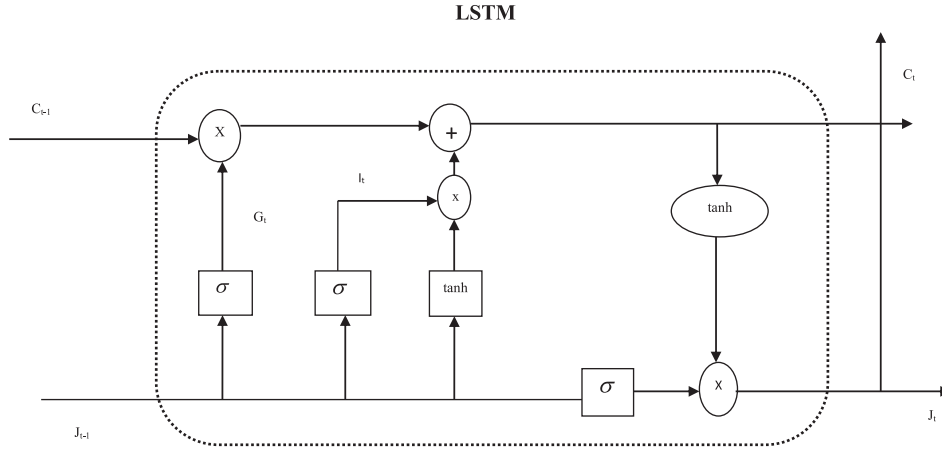 LSTM
C_t
C_{t-1}
X
+
I_t
x
tanh
G_t
σ
σ
tanh
σ
X
J_{t-1}
J_t